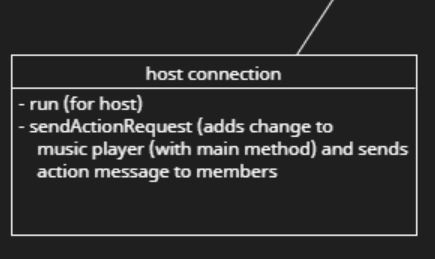 host connection
- run (for host)
- sendActionRequest (adds change to
music player (with main method) and sends
action message to members